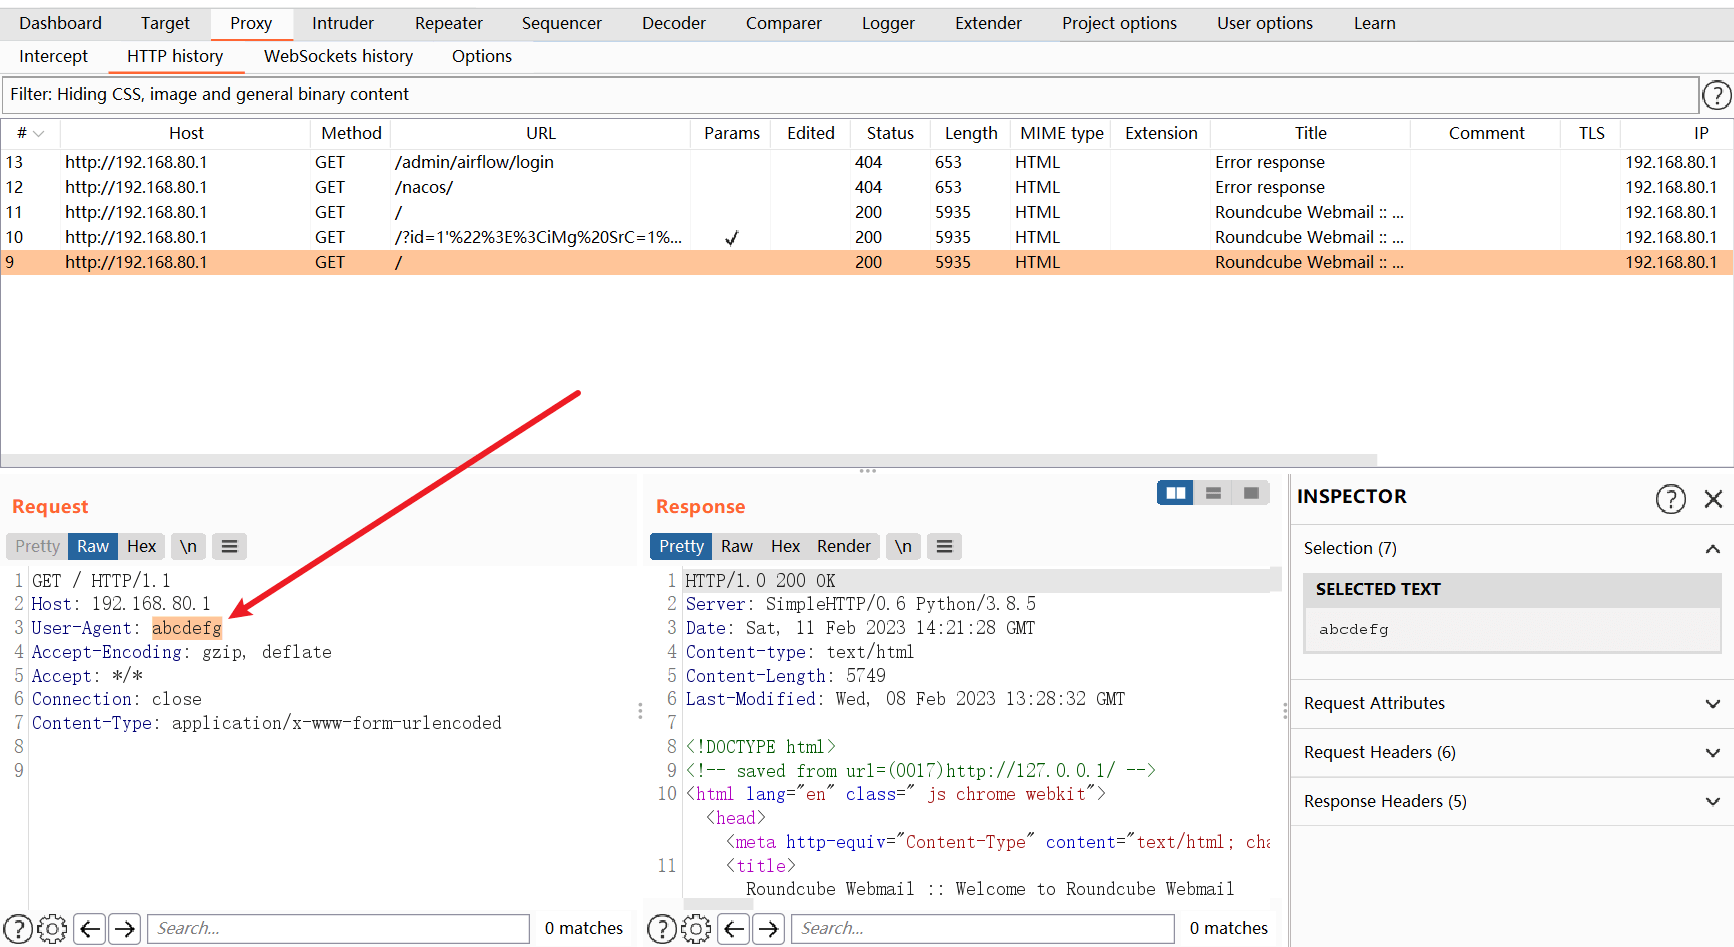 Dashboard Target Proxy Intruder Repeater Sequencer Decoder Comparer Logger Extender Project options User options Learn
Intercept HTTP history WebSockets history Options
Filter: Hiding CSS, image and general binary content
# Host Method URL Params Edited Status Length MIME type Extension Title Comment TLS IP
13 http://192.168.80.1 GET /admin/airflow/login 404 653 HTML Error response 192.168.80.1
12 http://192.168.80.1 GET /nacos/ 404 653 HTML Error response 192.168.80.1
11 http://192.168.80.1 GET / 200 5935 HTML Roundcube Webmail :: ... 192.168.80.1
10 http://192.168.80.1 GET /?id=1'%22%3E%3CiMg%20SrC=1%... ✓ 200 5935 HTML Roundcube Webmail :: ... 192.168.80.1
9 http://192.168.80.1 GET / 200 5935 HTML Roundcube Webmail :: ... 192.168.80.1
Request
Pretty Raw Hex \n
1 GET / HTTP/1.1
2 Host: 192.168.80.1
3 User-Agent: abcdefg
4 Accept-Encoding: gzip, deflate
5 Accept: */*
6 Connection: close
7 Content-Type: application/x-www-form-urlencoded
8
9
Search... 0 matches
Response
Pretty Raw Hex Render \n
1 HTTP/1.0 200 OK
2 Server: SimpleHTTP/0.6 Python/3.8.5
3 Date: Sat, 11 Feb 2023 14:21:28 GMT
4 Content-type: text/html
5 Content-Length: 5749
6 Last-Modified: Wed, 08 Feb 2023 13:28:32 GMT
7
8 <!DOCTYPE html>
9 <!-- saved from url=(0017)http://127.0.0.1/ -->
10 <html lang="en" class=" js chrome webkit">
<head>
<meta http-equiv="Content-Type" content="text/html; cha
11 <title>
Roundcube Webmail :: Welcome to Roundcube Webmail
Search... 0 matches
INSPECTOR
Selection (7)
SELECTED TEXT
abcdefg
Request Attributes
Request Headers (6)
Response Headers (5)